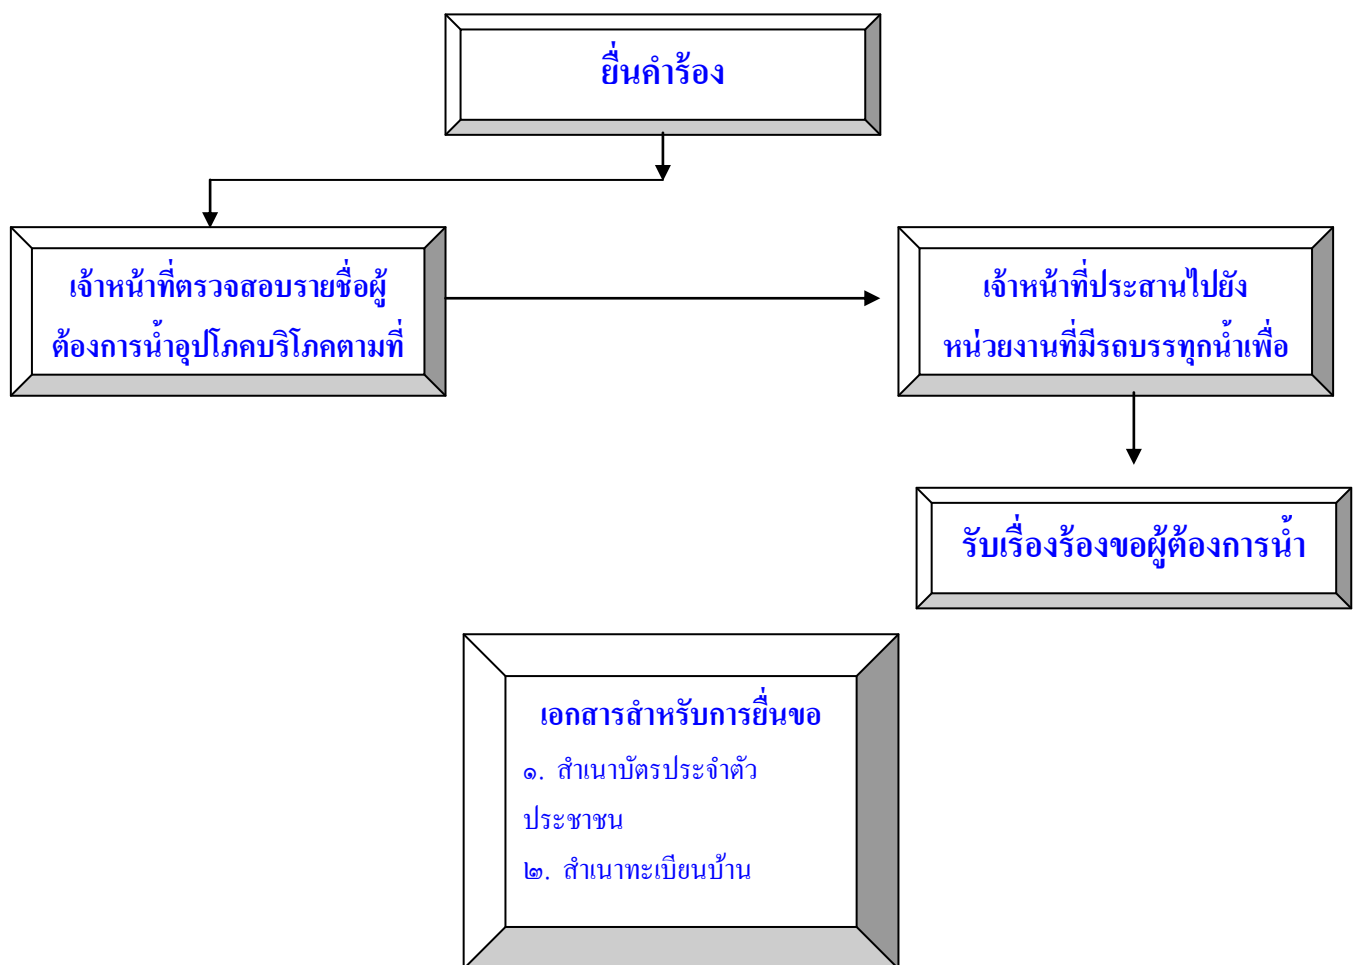 ยื่นคำร้อง
เจ้าหน้าที่ตรวจสอบรายชื่อผู้
ต้องการน้ำอุปโภคบริโภคตามที่
เจ้าหน้าที่ประสานไปยัง
หน่วยงานที่มีรถบรรทุกน้ำเพื่อ
รับเรื่องร้องขอผู้ต้องการน้ำ
เอกสารสำหรับการยื่นขอ
๑. สำเนาบัตรประจำตัว
ประชาชน
๒. สำเนาทะเบียนบ้าน